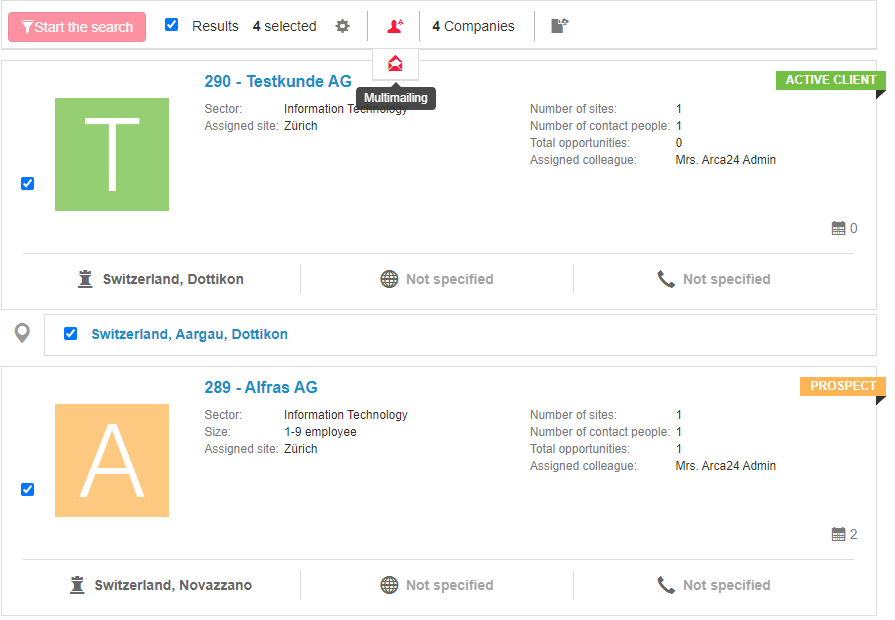 Start the search Results 4 selected 4 Companies
Multimailing
290 - Testkunde AG
ACTIVE CLIENT
T
Sector: Information Technology
Assigned site: Zürich
Number of sites: 1
Number of contact people: 1
Total opportunities: 0
Assigned colleague: Mrs. Arca24 Admin
0
Switzerland, Dottikon Not specified Not specified
Switzerland, Aargau, Dottikon
289 - Alfras AG
PROSPECT
A
Sector: Information Technology
Size: 1-9 employee
Assigned site: Zürich
Number of sites: 1
Number of contact people: 1
Total opportunities: 1
Assigned colleague: Mrs. Arca24 Admin
2
Switzerland, Novazzano Not specified Not specified